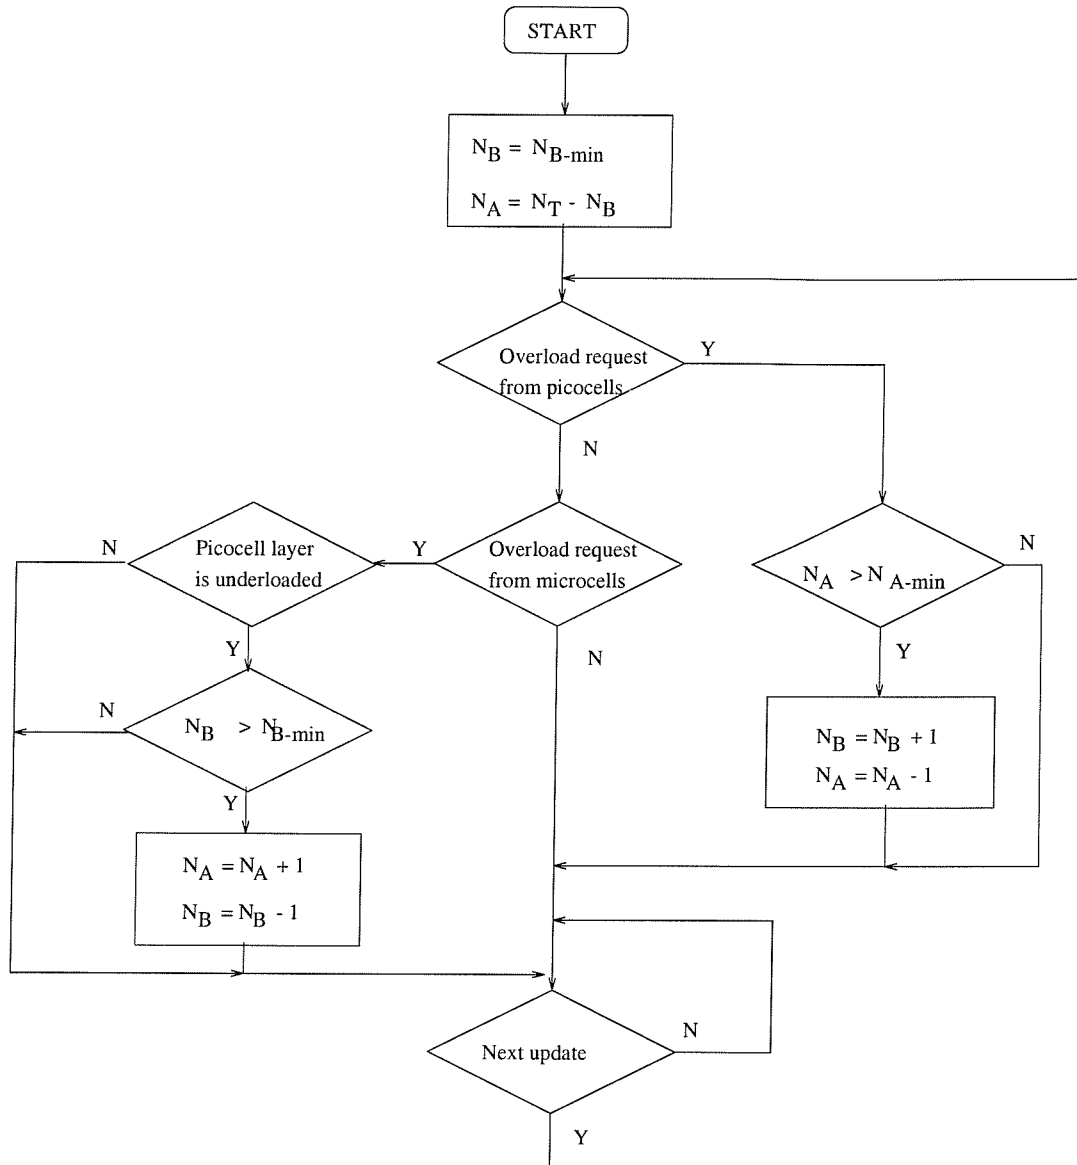 START
N_B = N_B-min
N_A = N_T - N_B
Overload request
from picocells
Y
N
N
Picocell layer
is underloaded
Y
Overload request
from microcells
N_A > N_A-min
N
Y
N
Y
N
N_B > N_B-min
N_B = N_B + 1
N_A = N_A - 1
Y
N_A = N_A + 1
N_B = N_B - 1
Next update
N
Y